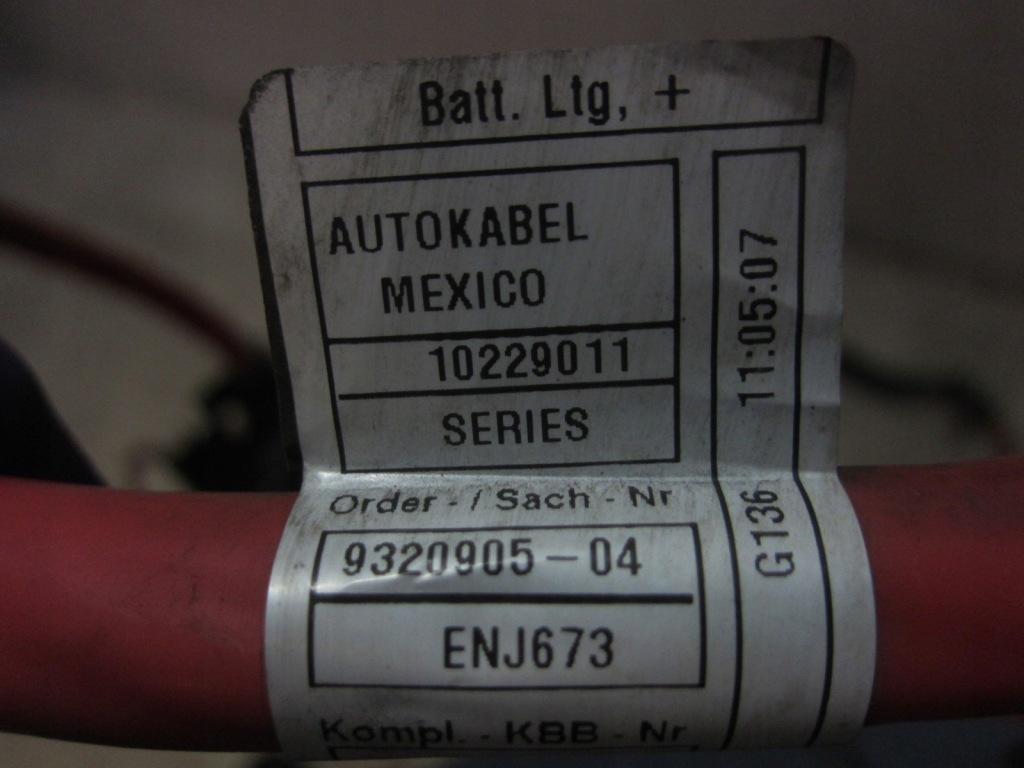 Batt. Ltg, +
AUTOKABEL
MEXICO
10229011
SERIES
11:05:07
G136
Order - / Sach - Nr
9320905-04
ENJ673
Kompl. - KBB - Nr